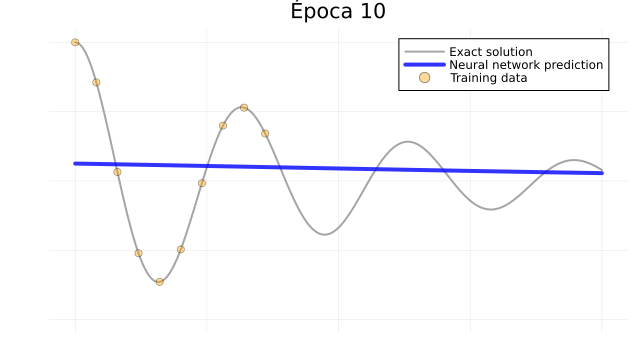 Época 10
Exact solution
Neural network prediction
Training data